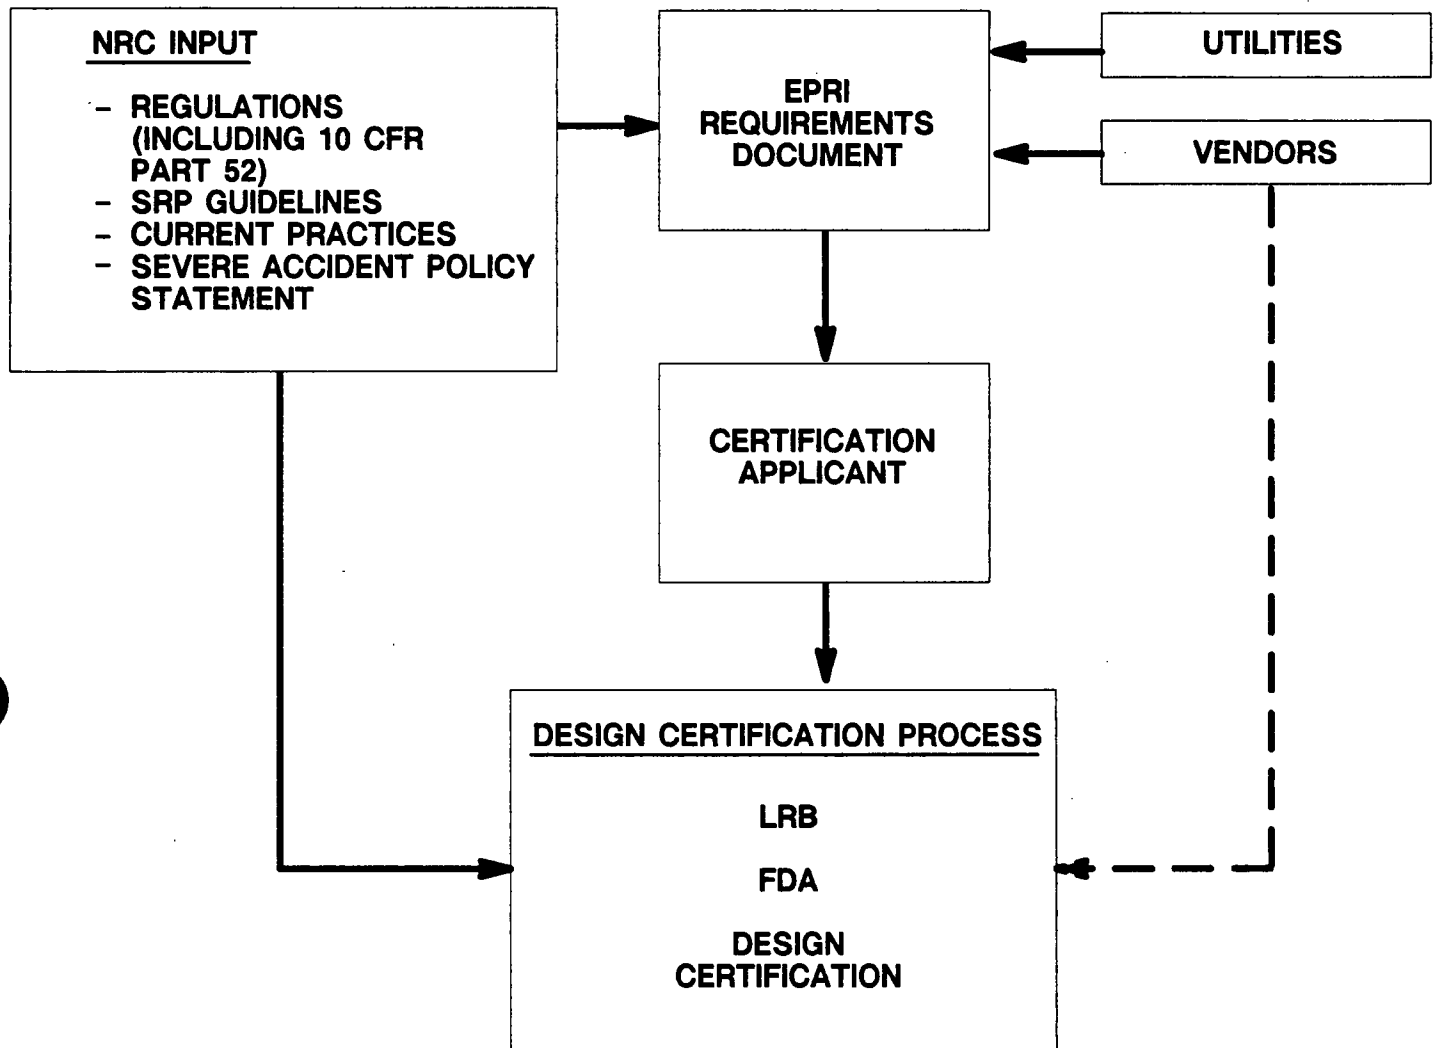 NRC INPUT
- REGULATIONS
(INCLUDING 10 CFR
PART 52)
- SRP GUIDELINES
- CURRENT PRACTICES
- SEVERE ACCIDENT POLICY
STATEMENT
EPRI
REQUIREMENTS
DOCUMENT
UTILITIES
VENDORS
CERTIFICATION
APPLICANT
DESIGN CERTIFICATION PROCESS
LRB
FDA
DESIGN
CERTIFICATION